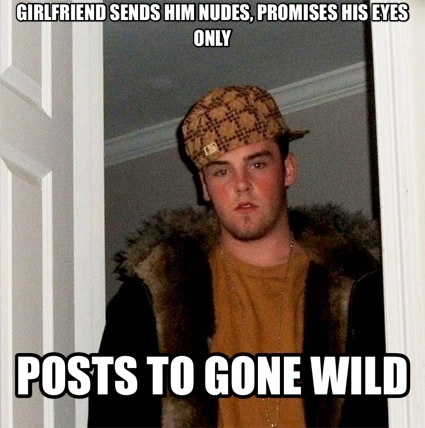 GIRLFRIEND SENDS HIM NUDES, PROMISES HIS EYES
ONLY
POSTS TO GONE WILD